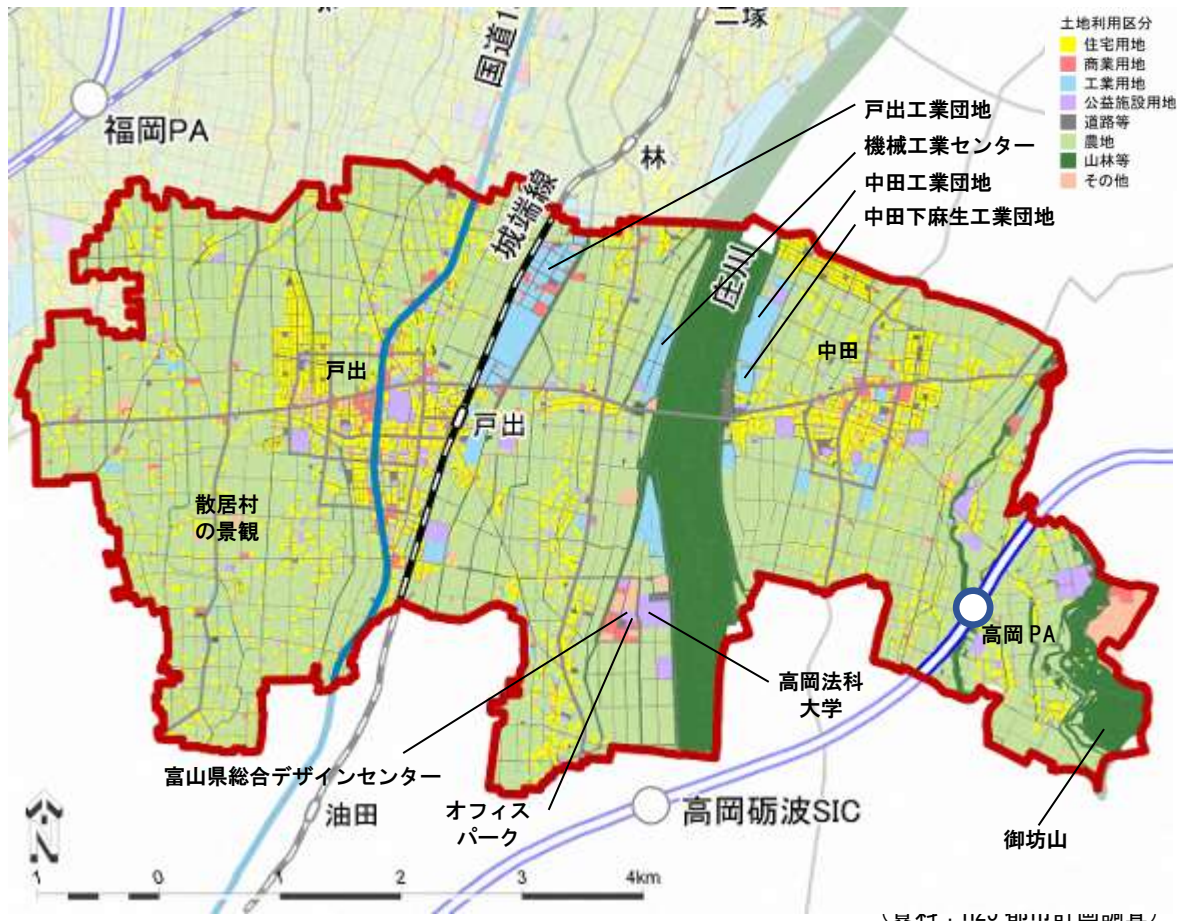 二塚
国道1
福岡PA
林
城端線
庄川
土地利用区分
住宅用地
商業用地
工業用地
公益施設用地
道路等
農地
山林等
その他
戸出工業団地
機械工業センター
中田工業団地
中田下麻生工業団地
戸出
中田
戸出
散居村
の景観
高岡PA
高岡法科
大学
富山県総合デザインセンター
オフィス
パーク
油田
高岡砺波SIC
御坊山
N
1 0 1 2 3 4km